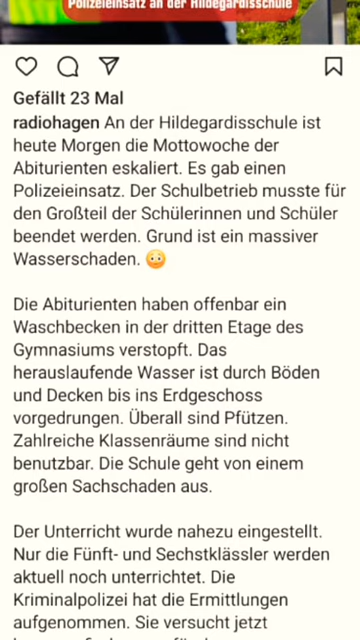 Polizeieinsatz an der Hildegardisschule
Gefällt 23 Mal
radiohagen An der Hildegardisschule ist
heute Morgen die Mottowoche der
Abiturienten eskaliert. Es gab einen
Polizeieinsatz. Der Schulbetrieb musste für
den Großteil der Schülerinnen und Schüler
beendet werden. Grund ist ein massiver
Wasserschaden. 😳
Die Abiturienten haben offenbar ein
Waschbecken in der dritten Etage des
Gymnasiums verstopft. Das
herauslaufende Wasser ist durch Böden
und Decken bis ins Erdgeschoss
vorgedrungen. Überall sind Pfützen.
Zahlreiche Klassenräume sind nicht
benutzbar. Die Schule geht von einem
großen Sachschaden aus.
Der Unterricht wurde nahezu eingestellt.
Nur die Fünft- und Sechstklässler werden
aktuell noch unterrichtet. Die
Kriminalpolizei hat die Ermittlungen
aufgenommen. Sie versucht jetzt